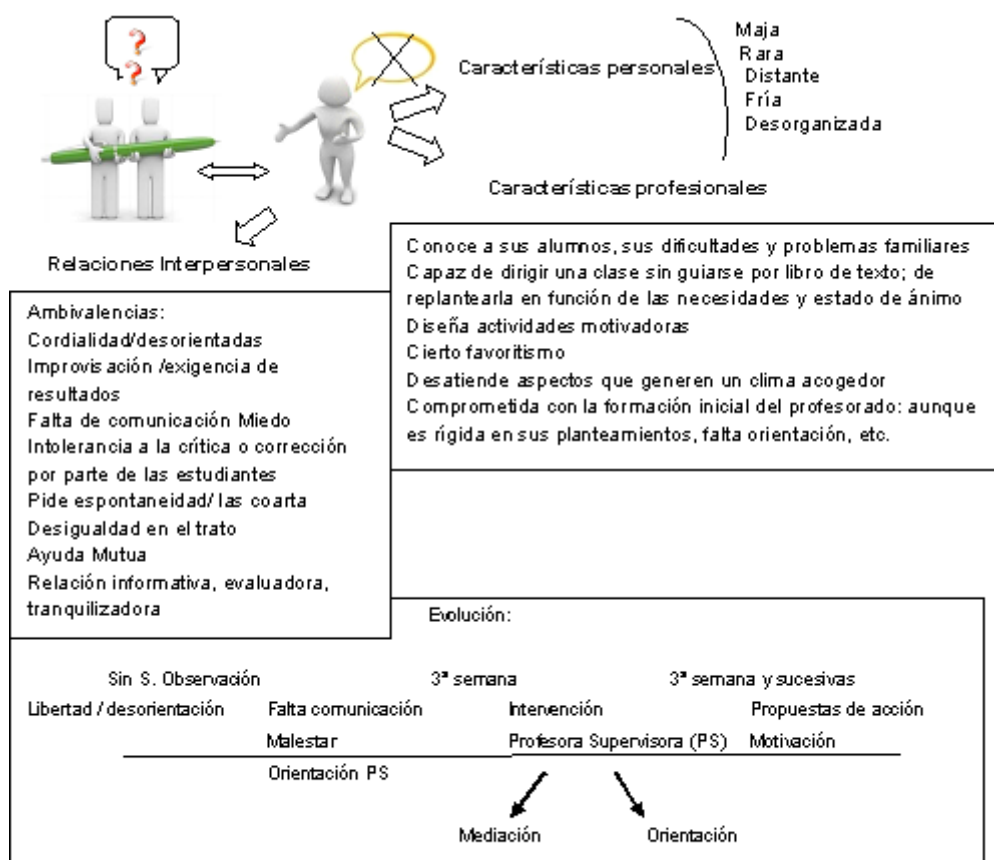 ?
?
Características personales
Maja
Rara
Distante
Fría
Desorganizada
Características profesionales
Conoce a sus alumnos, sus dificultades y problemas familiares
Capaz de dirigir una clase sin guiarse por libro de texto; de
replantearla en función de las necesidades y estado de ánimo
Diseña actividades motivadoras
Cierto favoritismo
Desatiende aspectos que generen un clima acogedor
Comprometida con la formación inicial del profesorado: aunque
es rígida en sus planteamientos, falta orientación, etc.
Relaciones Interpersonales
Ambivalencias:
Cordialidad/desorientadas
Improvisación /exigencia de
resultados
Falta de comunicación Miedo
Intolerancia a la crítica o corrección
por parte de las estudiantes
Pide espontaneidad/ las coarta
Desigualdad en el trato
Ayuda Mutua
Relación informativa, evaluadora,
tranquilizadora
Evolución:
Sin S. Observación 3ª semana 3ª semana y sucesivas
Libertad / desorientación Falta comunicación Intervención Propuestas de acción
Malestar Profesora Supervisora (PS) Motivación
Orientación PS
Mediación Orientación